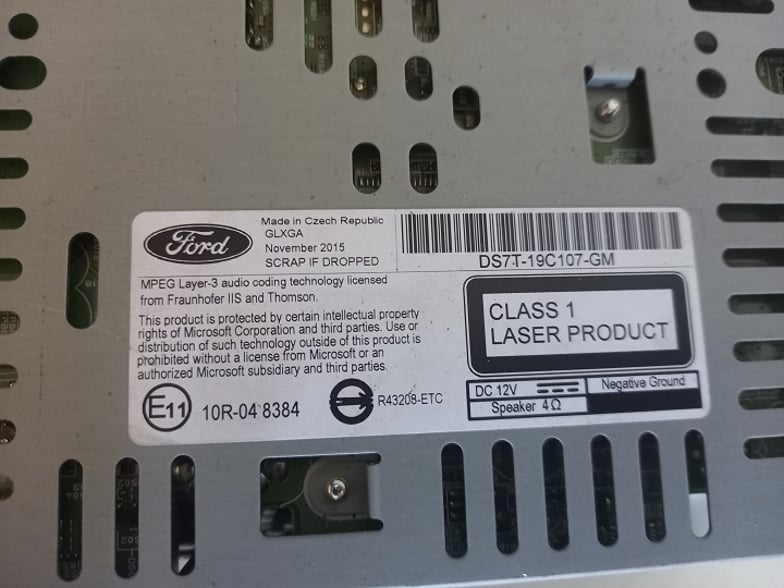 Ford
Made in Czech Republic
GLXGA
November 2015
SCRAP IF DROPPED
DS7T-19C107-GM
MPEG Layer-3 audio coding technology licensed
from Fraunhofer IIS and Thomson.
This product is protected by certain intellectual property
rights of Microsoft Corporation and third parties. Use or
distribution of such technology outside of this product is
prohibited without a license from Microsoft or an
authorized Microsoft subsidiary and third parties.
CLASS 1
LASER PRODUCT
DC 12V
Negative Ground
Speaker 4Ω
E11
10R-04 8384
R43208-ETC